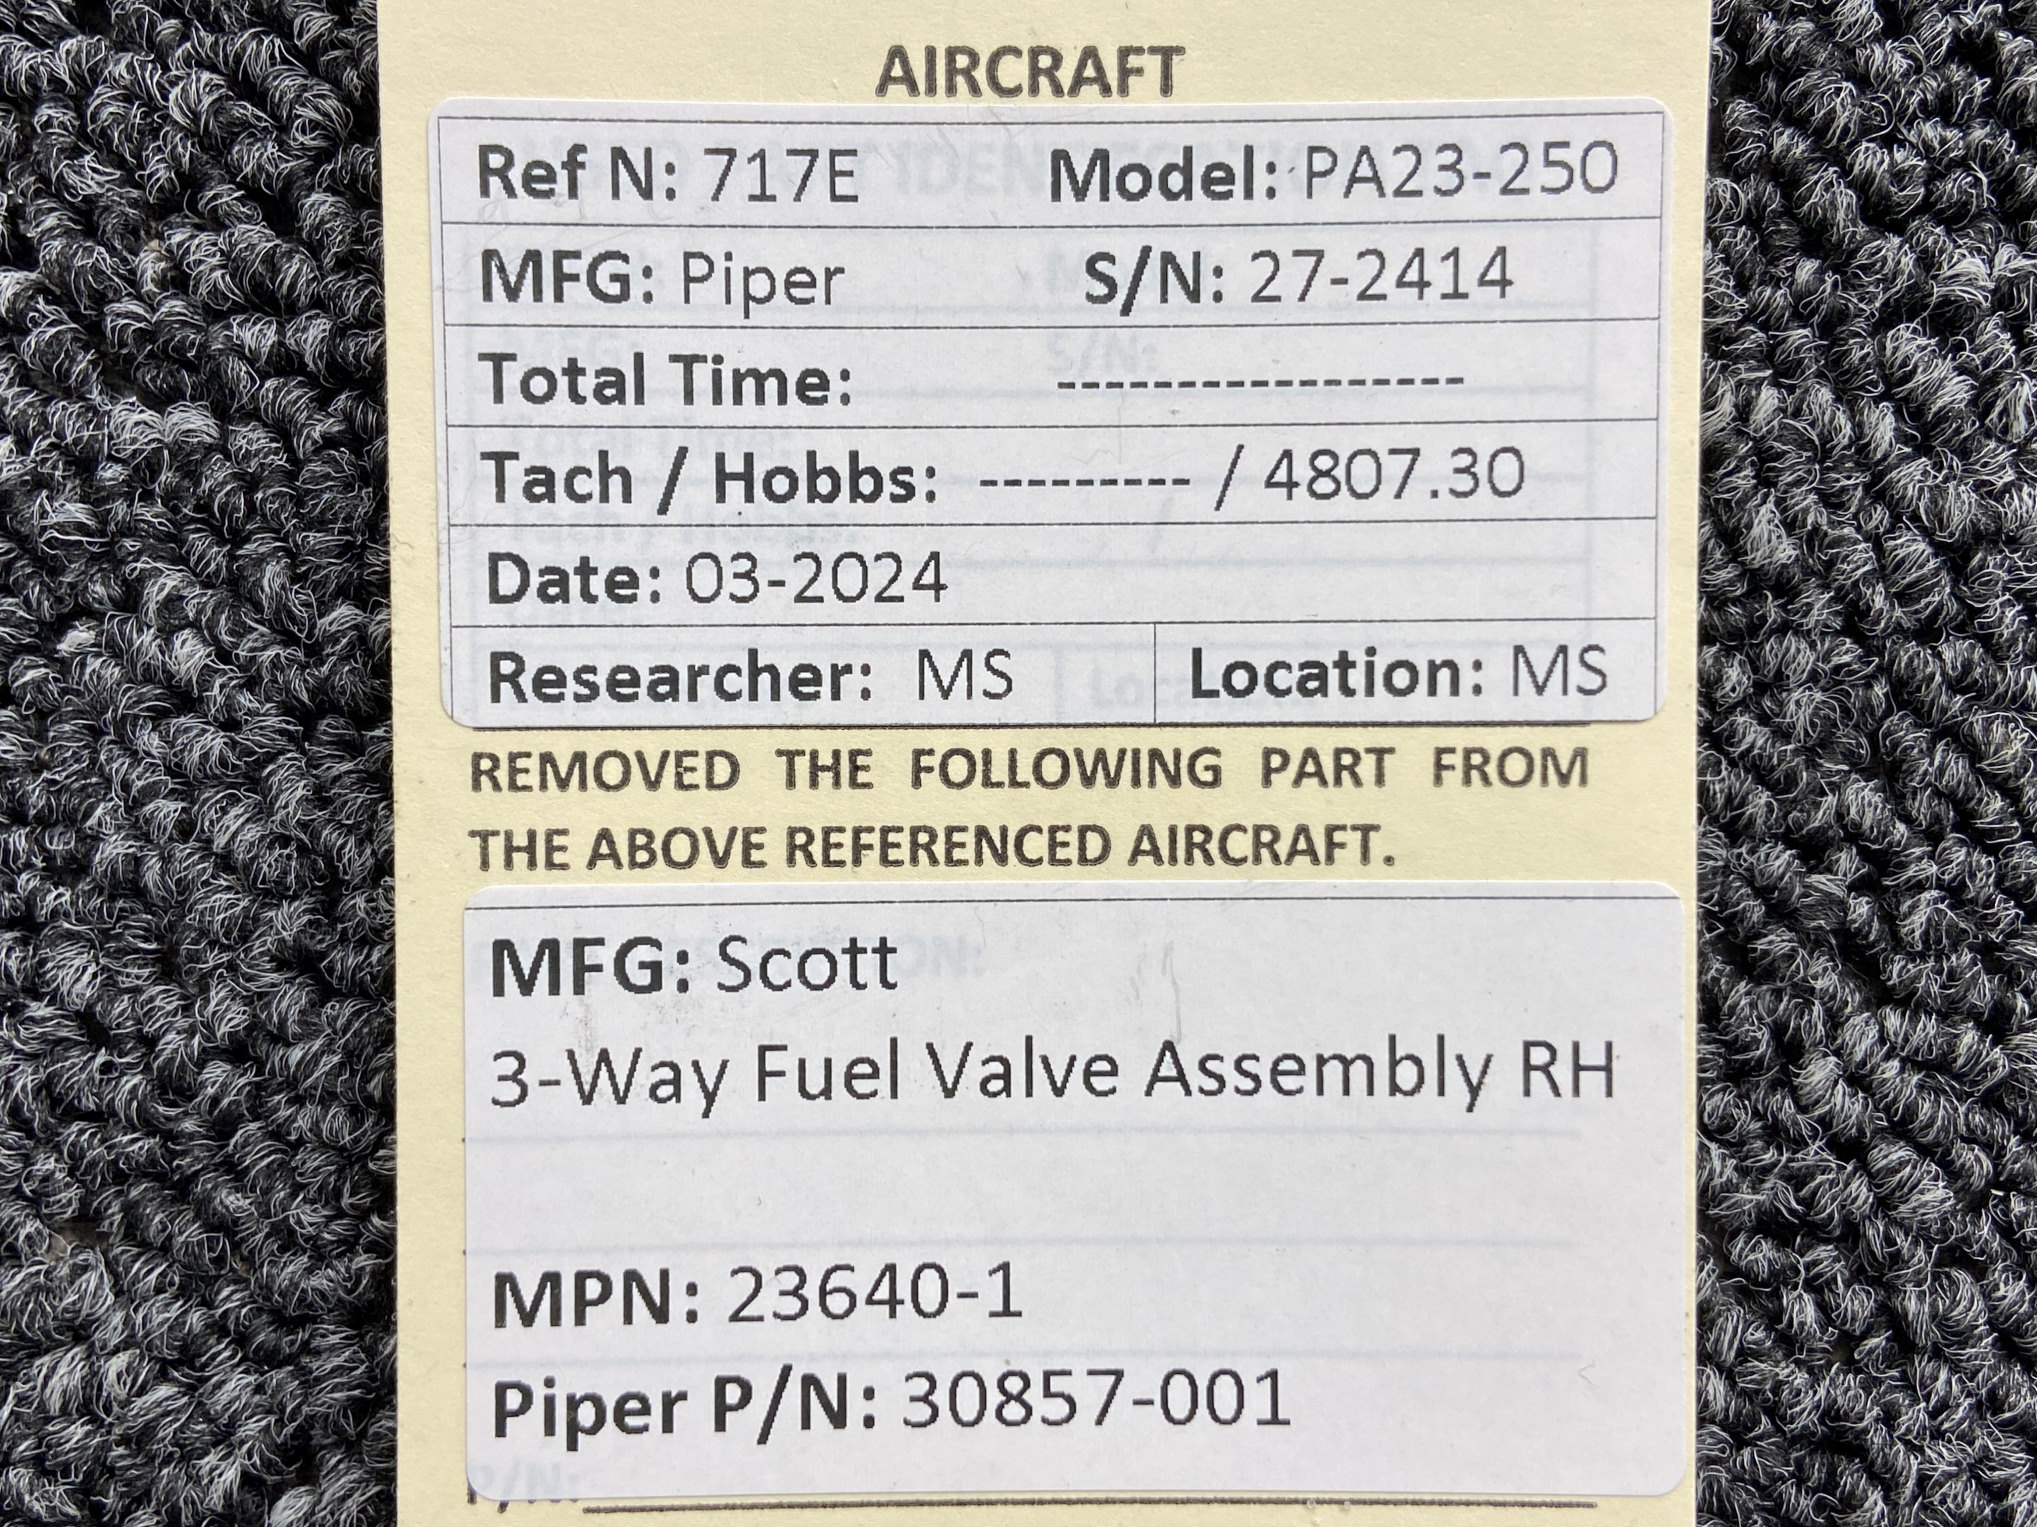 AIRCRAFT
Ref N: 717E Model: PA23-250
MFG: Piper S/N: 27-2414
Total Time: -----------------
Tach / Hobbs: --------- / 4807.30
Date: 03-2024
Researcher: MS Location: MS
REMOVED THE FOLLOWING PART FROM
THE ABOVE REFERENCED AIRCRAFT.
MFG: Scott
3-Way Fuel Valve Assembly RH
MPN: 23640-1
Piper P/N: 30857-001
P/N: